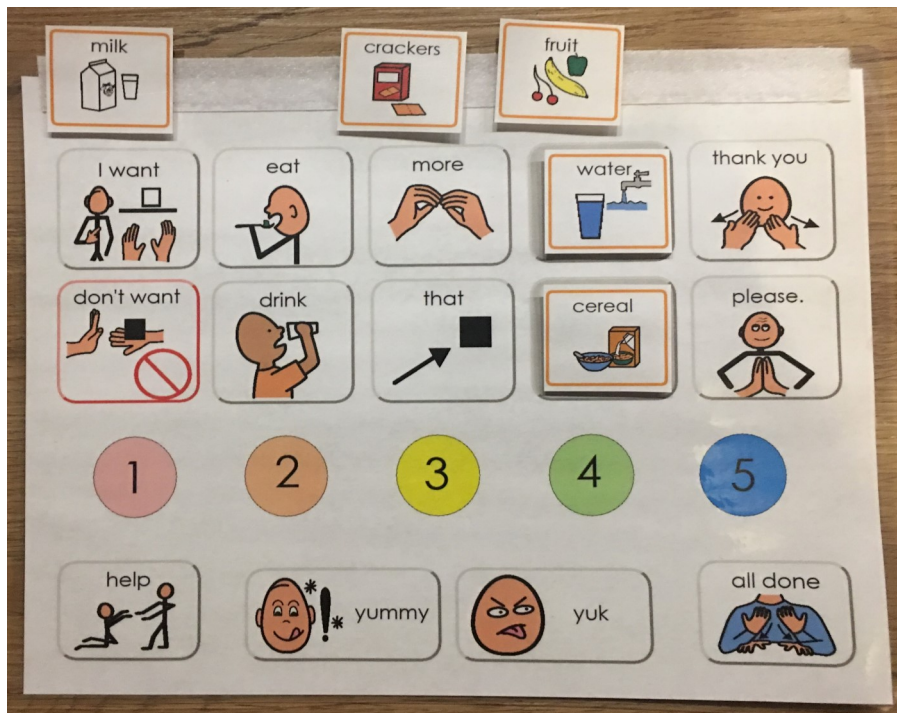 milk
crackers
fruit
I want
eat
more
water
thank you
don't want
drink
that
cereal
please.
1
2
3
4
5
help
yummy
yuk
all done